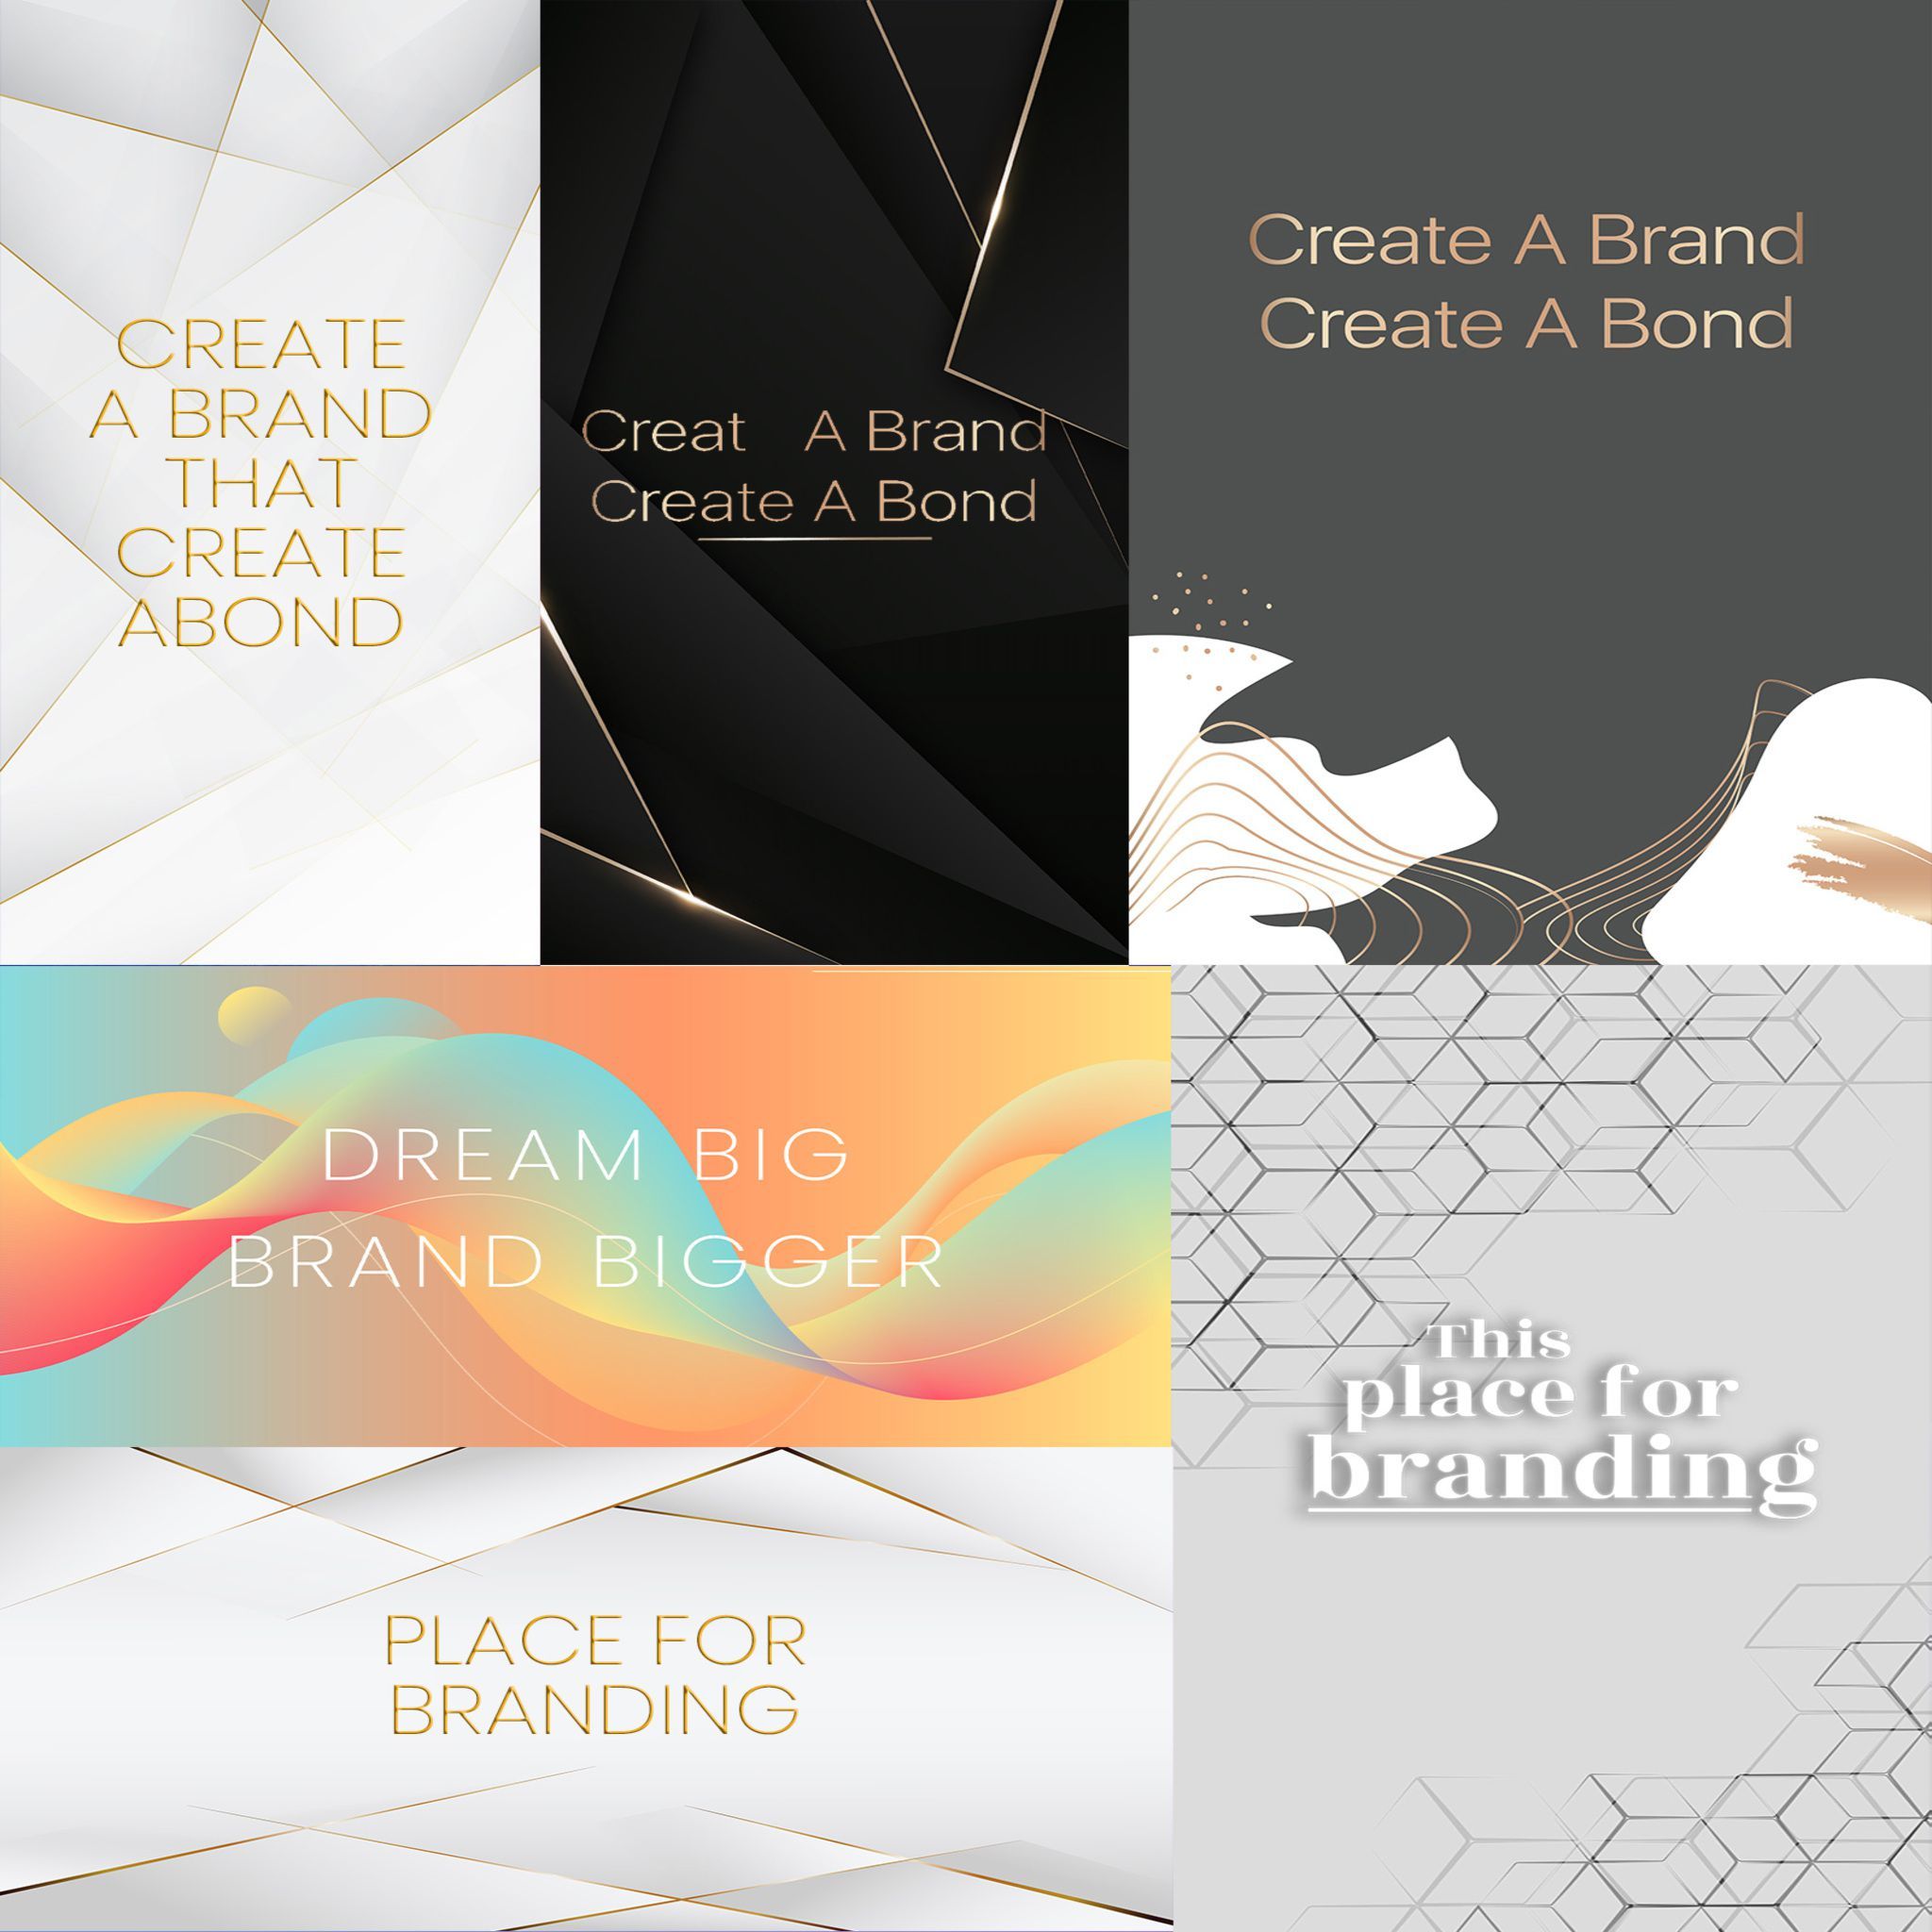 CREATE
A BRAND
THAT
CREATE
ABOND
Creat A Brand
Create A Bond
Create A Brand
Create A Bond
DREAM BIG
BRAND BIGGER
PLACE FOR
BRANDING
This
place for
branding